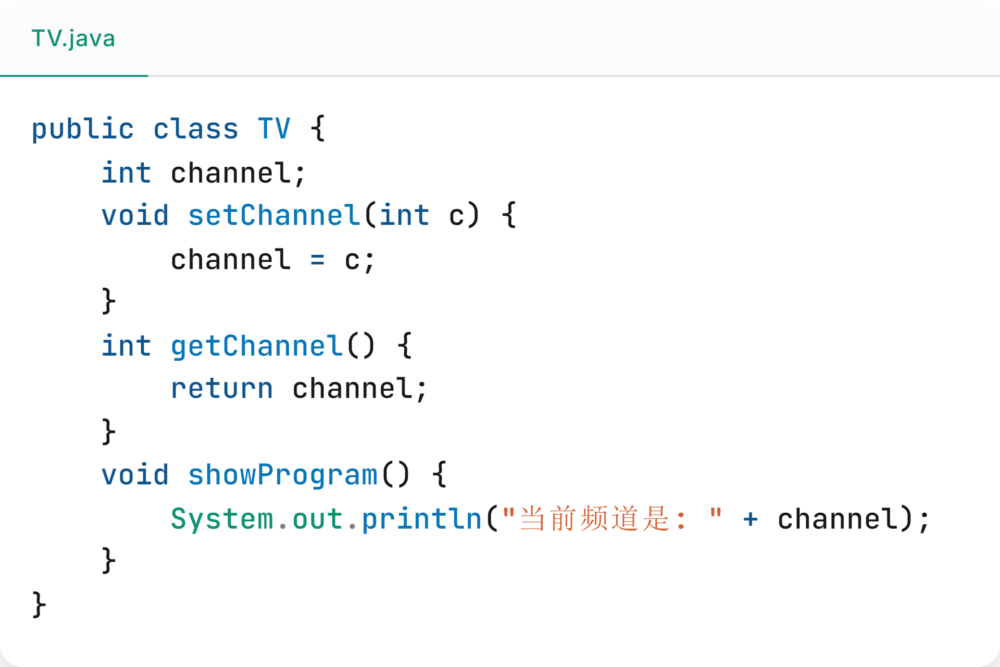 TV.java
public class TV {
    int channel;
    void setChannel(int c) {
        channel = c;
    }
    int getChannel() {
        return channel;
    }
    void showProgram() {
        System.out.println("当前频道是：" + channel);
    }
}